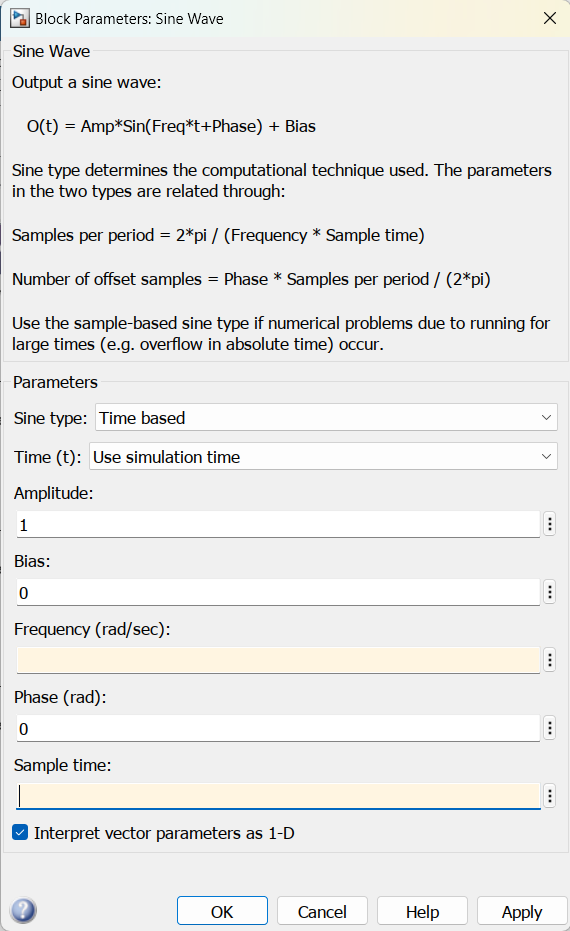 Block Parameters: Sine Wave
Sine Wave
Output a sine wave:
O(t) = Amp*Sin(Freq*t+Phase) + Bias
Sine type determines the computational technique used. The parameters
in the two types are related through:
Samples per period = 2*pi / (Frequency * Sample time)
Number of offset samples = Phase * Samples per period / (2*pi)
Use the sample-based sine type if numerical problems due to running for
large times (e.g. overflow in absolute time) occur.
Parameters
Sine type: Time based
Time (t): Use simulation time
Amplitude:
1
Bias:
0
Frequency (rad/sec):
Phase (rad):
0
Sample time:
Interpret vector parameters as 1-D
? OK Cancel Help Apply